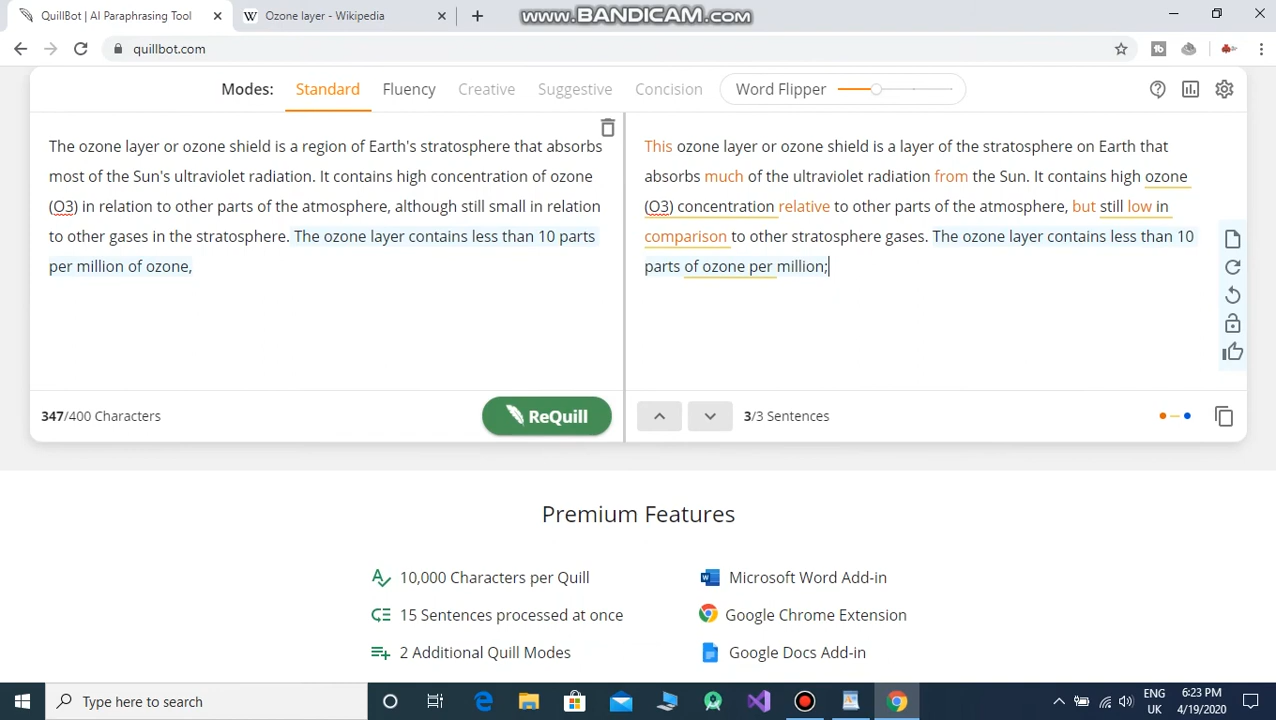 QuillBot | AI Paraphrasing Tool
W Ozone layer - Wikipedia
www.BANDICAM.com
quillbot.com
Modes: Standard Fluency Creative Suggestive Concision Word Flipper
The ozone layer or ozone shield is a region of Earth's stratosphere that absorbs
most of the Sun's ultraviolet radiation. It contains high concentration of ozone
(O3) in relation to other parts of the atmosphere, although still small in relation
to other gases in the stratosphere. The ozone layer contains less than 10 parts
per million of ozone,
This ozone layer or ozone shield is a layer of the stratosphere on Earth that
absorbs much of the ultraviolet radiation from the Sun. It contains high ozone
(O3) concentration relative to other parts of the atmosphere, but still low in
comparison to other stratosphere gases. The ozone layer contains less than 10
parts of ozone per million;
347/400 Characters
ReQuill
3/3 Sentences
Premium Features
10,000 Characters per Quill
Microsoft Word Add-in
15 Sentences processed at once
Google Chrome Extension
2 Additional Quill Modes
Google Docs Add-in
Type here to search
ENG
UK
6:23 PM
4/19/2020